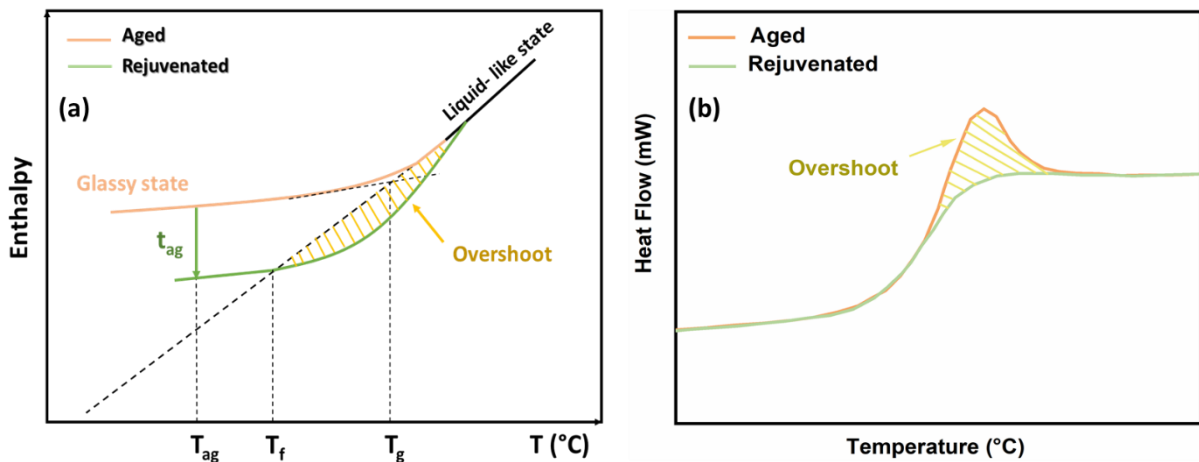 Aged
Rejuvenated
(a)
Liquid- like state
Glassy state
t_ag
Overshoot
Enthalpy
T_ag
T_f
T_g
T (°C)
Aged
Rejuvenated
(b)
Overshoot
Heat Flow (mW)
Temperature (°C)